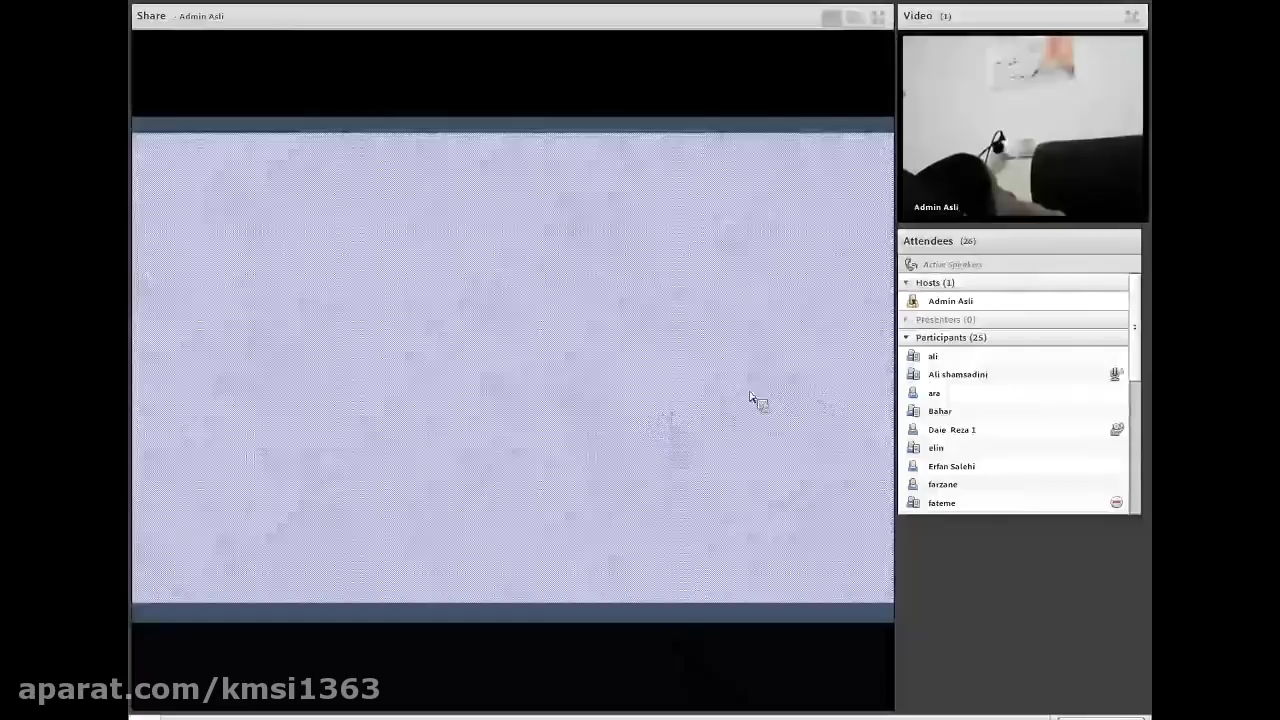 Share - Admin Asli
Video (1)
Admin Asli
Attendees (26)
Active Speakers
Hosts (1)
Admin Asli
Presenters (0)
Participants (25)
ali
Ali shamsadini
ara
Bahar
Daie Reza 1
elin
Erfan Salehi
farzane
fateme
aparat.com/kmsi1363